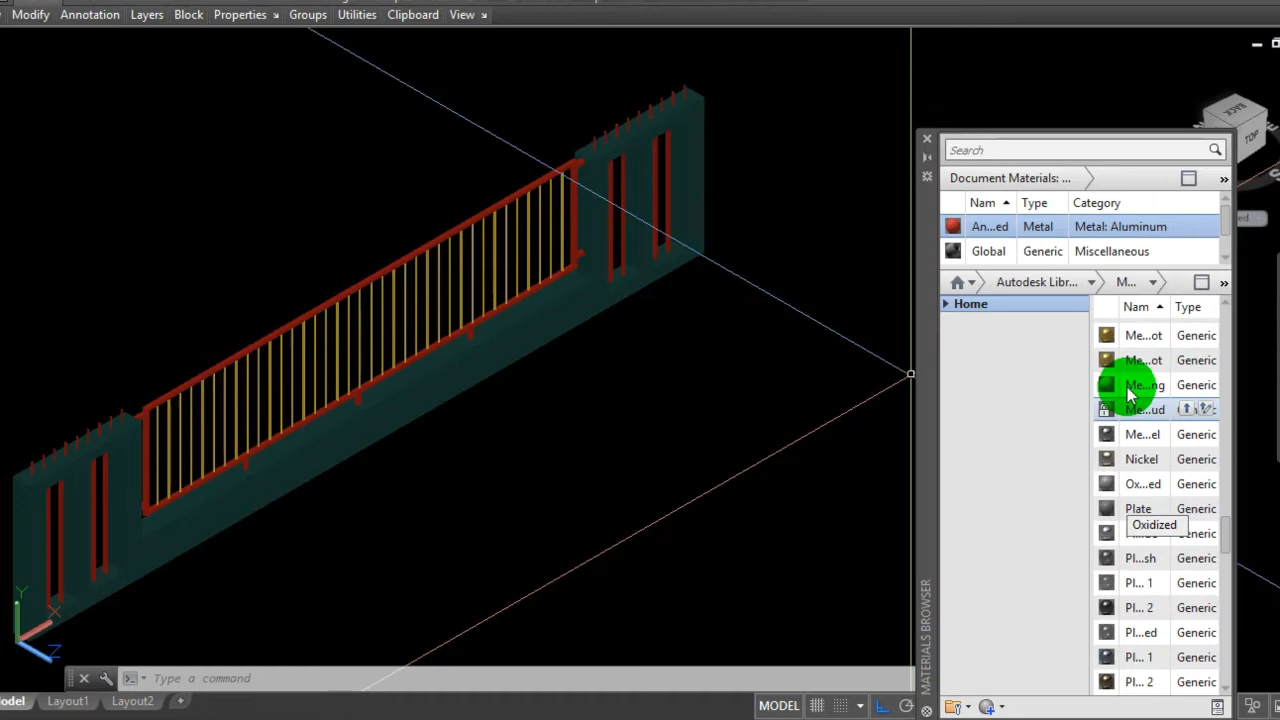 Modify Annotation Layers Block Properties Groups Utilities Clipboard View
BACK
TOP
Search
Document Materials: ...
Nam Type Category
An...ed Metal Metal: Aluminum
Global Generic Miscellaneous
Autodesk Libr... M...
Home
Nam Type
Me...ot Generic
Me...ot Generic
Me...ng Generic
Me...ud
Me...el Generic
Nickel Generic
Ox...ed Generic
Plate Generic
Oxidized
Generic
Pl...sh Generic
Pl... 1 Generic
Pl... 2 Generic
Pl...ed Generic
Pl... 1 Generic
Pl... 2 Generic
MATERIALS BROWSER
Y
X
Z
Type a command
Layout1 Layout2 +
MODEL